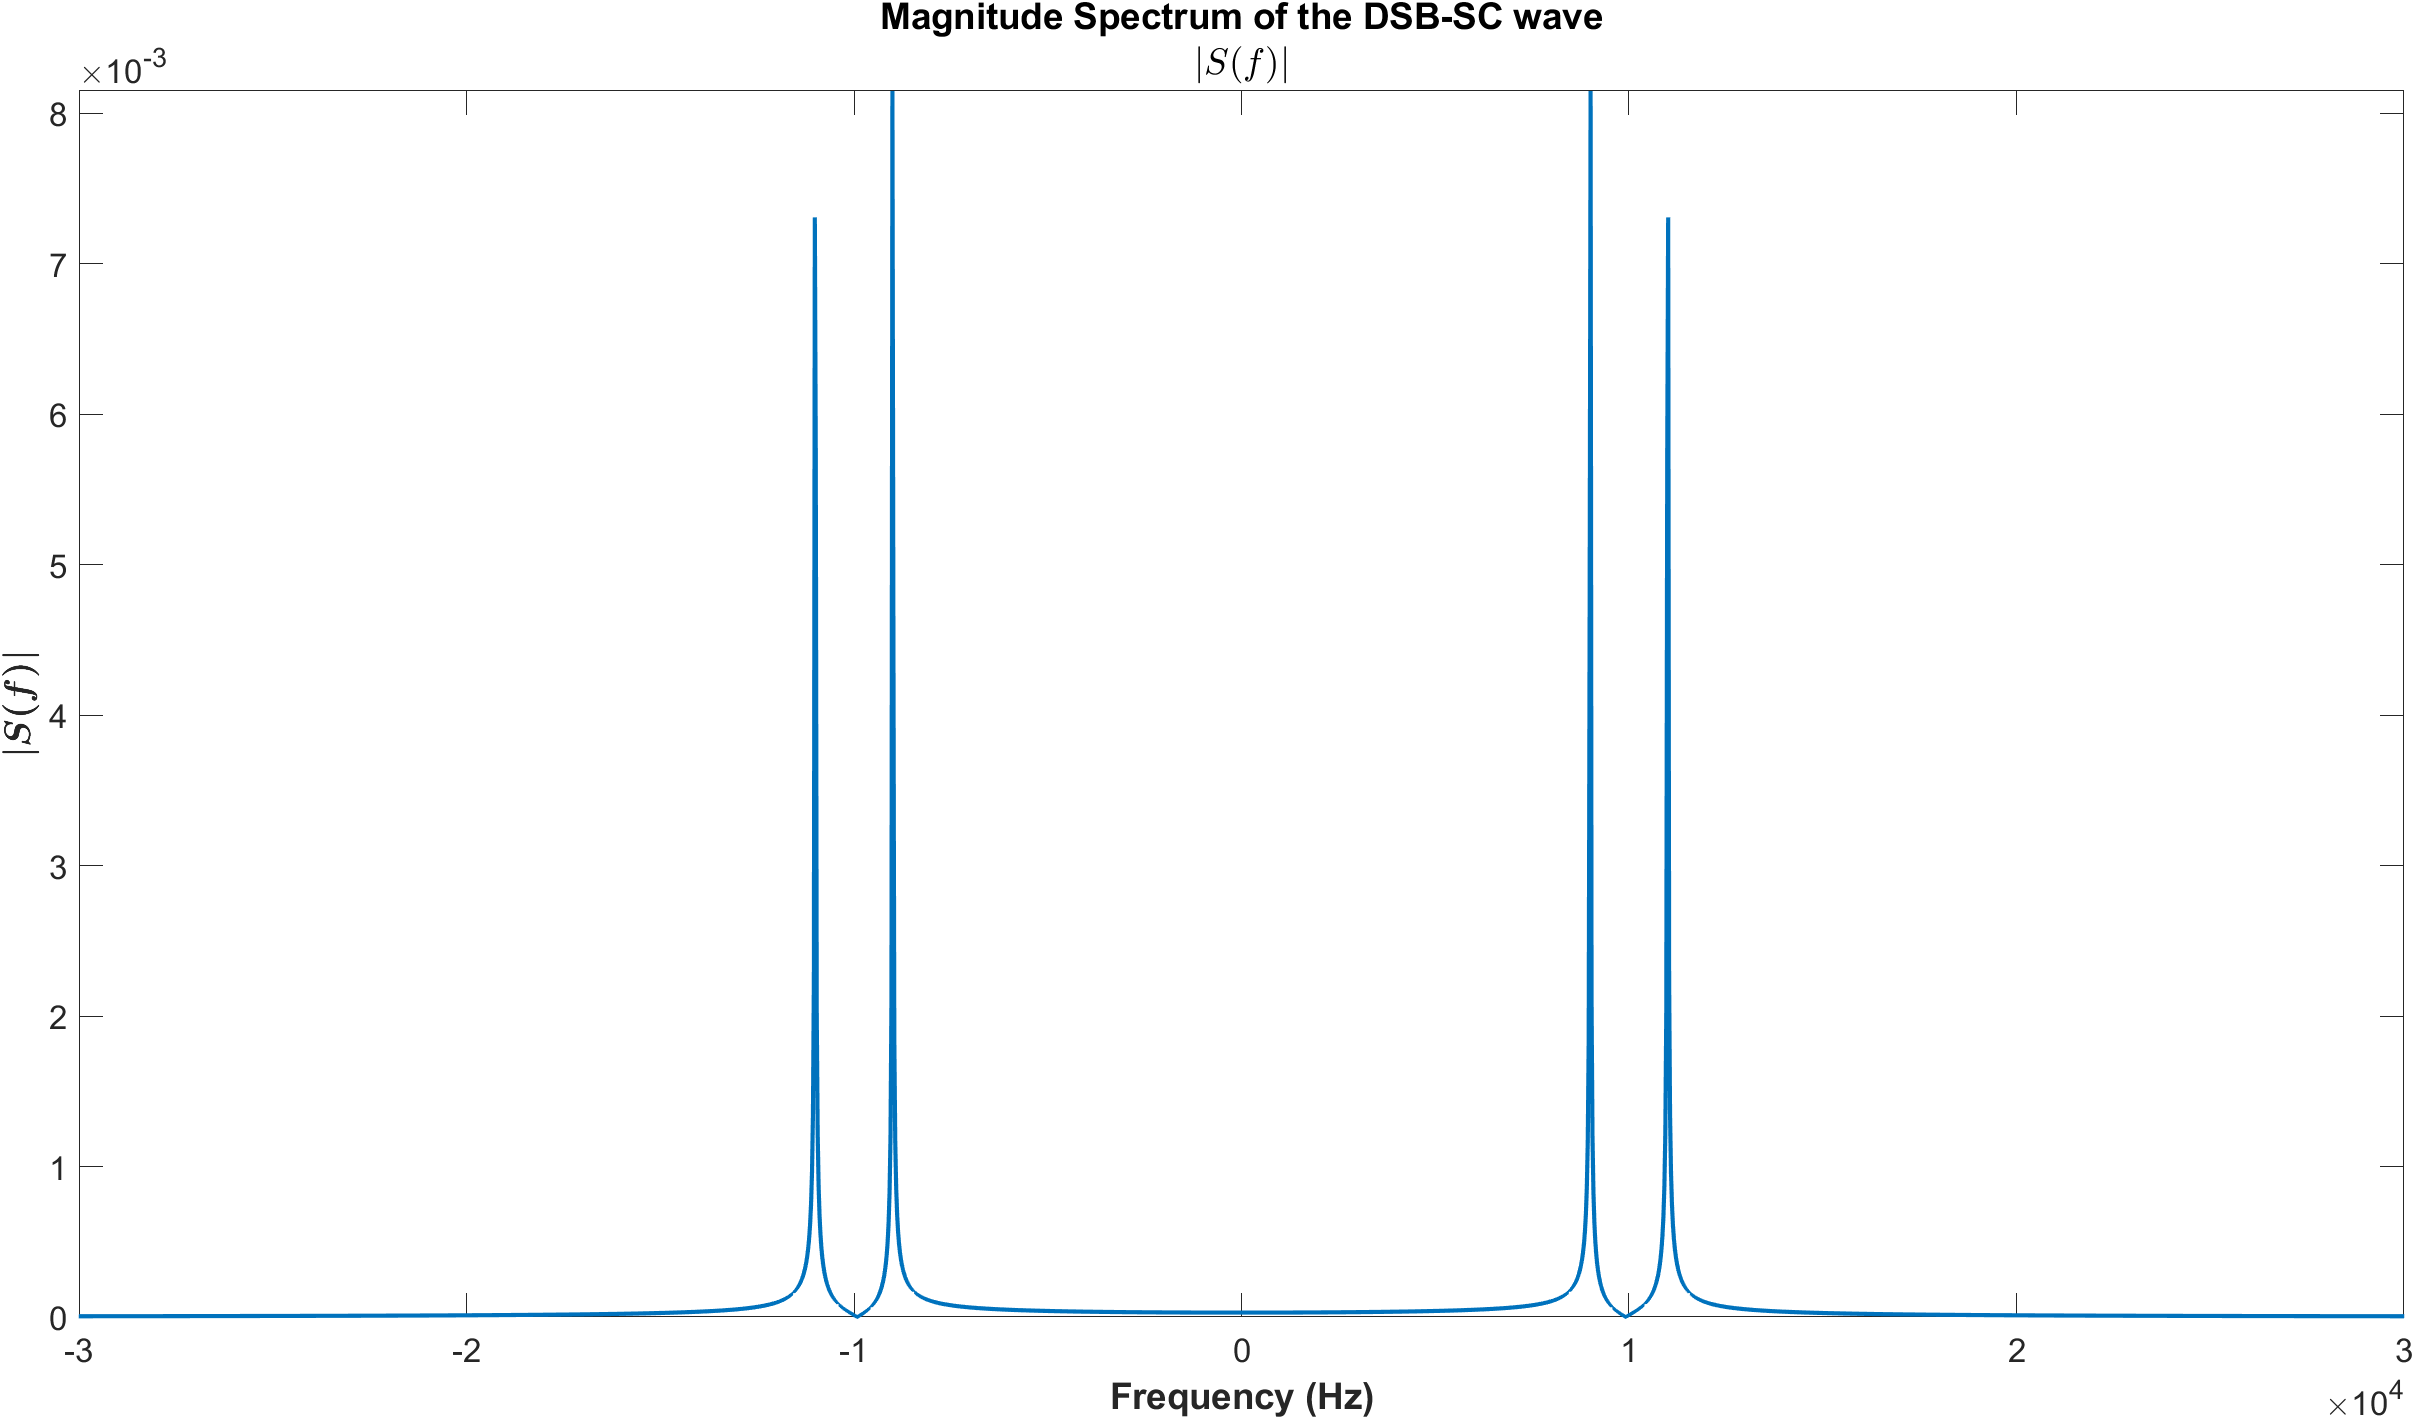 Magnitude Spectrum of the DSB-SC wave
|S(f)|
×10-3
8
7
6
5
4
3
2
1
0
|S(f)|
-3 -2 -1 0 1 2 3
Frequency (Hz)
×104